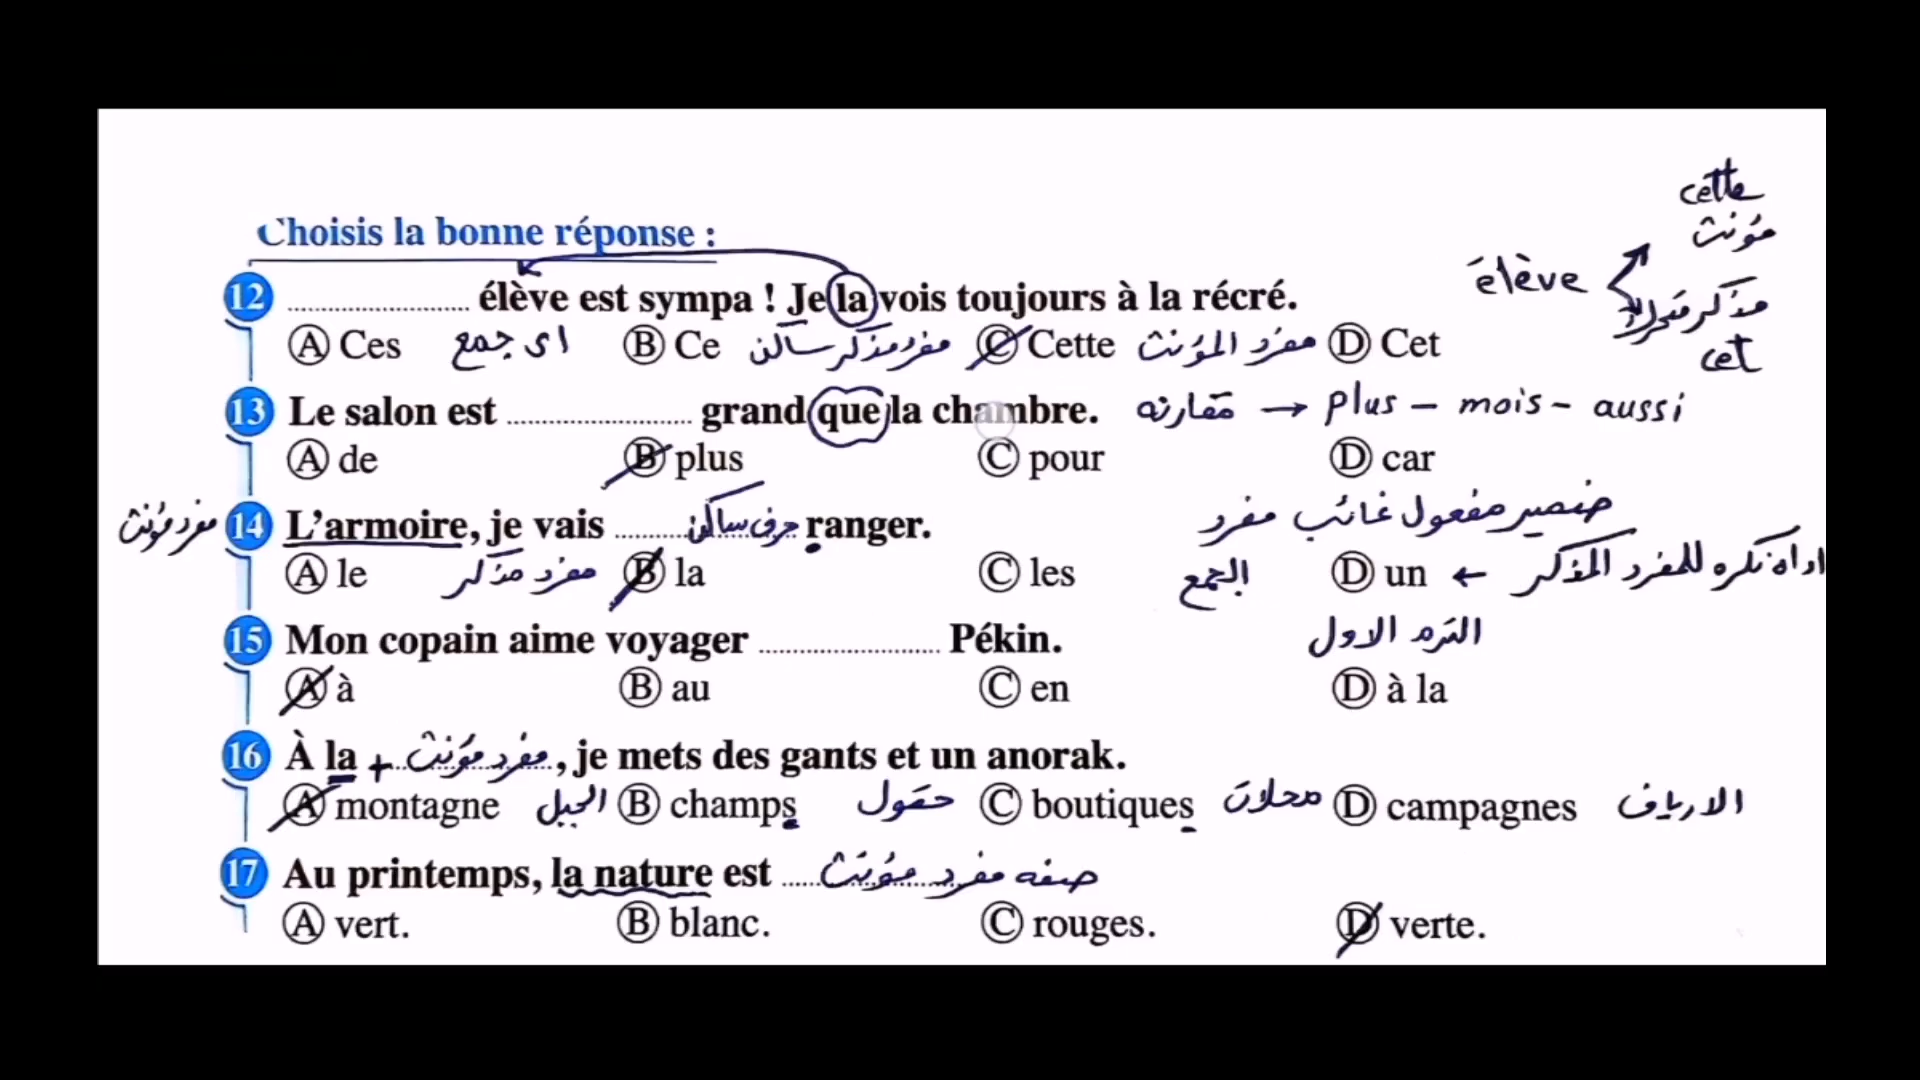 cette
مؤنث
Choisis la bonne réponse :
élève
مذكر متحرك
cet
12 ........................ élève est sympa ! Je la vois toujours à la récré.
A Ces اى جمع B Ce مفرد مذكر ساكن C Cette مفرد المؤنث D Cet
13 Le salon est ........................ grand que la chambre. مقارنه → plus - mois - aussi
A de B plus C pour D car
مفرد مؤنث 14 L'armoire, je vais ........ حرف ساكن ranger. ضمير مفعول غائب مفرد
A le مفرد مذكر B la C les الجمع D un ← اداه نكره للمفرد المذكر
15 Mon copain aime voyager ........................ Pékin. الترم الاول
A à B au C en D à la
16 À la + مفرد مؤنث, je mets des gants et un anorak.
A montagne الجبل B champs حقول C boutiques محلات D campagnes الارياف
17 Au printemps, la nature est ..... صفه مفرد مؤنث
A vert. B blanc. C rouges. D verte.